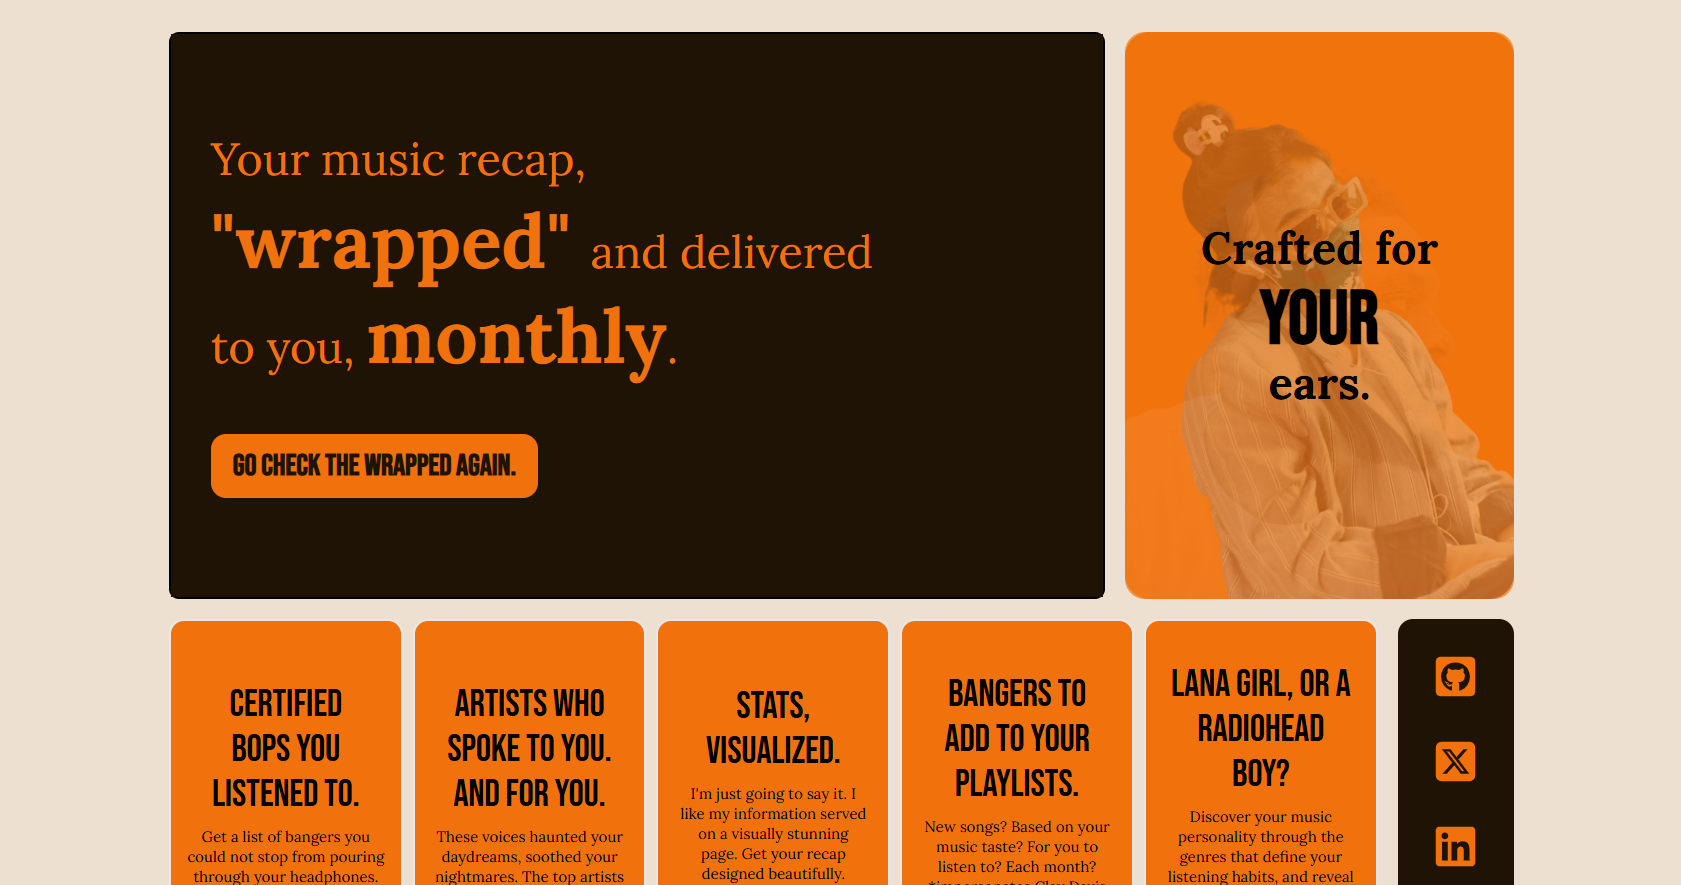 Your music recap,
"wrapped" and delivered
to you, monthly.
GO CHECK THE WRAPPED AGAIN.
Crafted for
YOUR
ears.
CERTIFIED
BOPS YOU
LISTENED TO.
Get a list of bangers you
could not stop from pouring
through your headphones.
ARTISTS WHO
SPOKE TO YOU.
AND FOR YOU.
These voices haunted your
daydreams, soothed your
nightmares. The top artists
STATS,
VISUALIZED.
I'm just going to say it. I
like my information served
on a visually stunning
page. Get your recap
designed beautifully.
BANGERS TO
ADD TO YOUR
PLAYLISTS.
New songs? Based on your
music taste? For you to
listen to? Each month?
LANA GIRL, OR A
RADIOHEAD
BOY?
Discover your music
personality through the
genres that define your
listening habits, and reveal